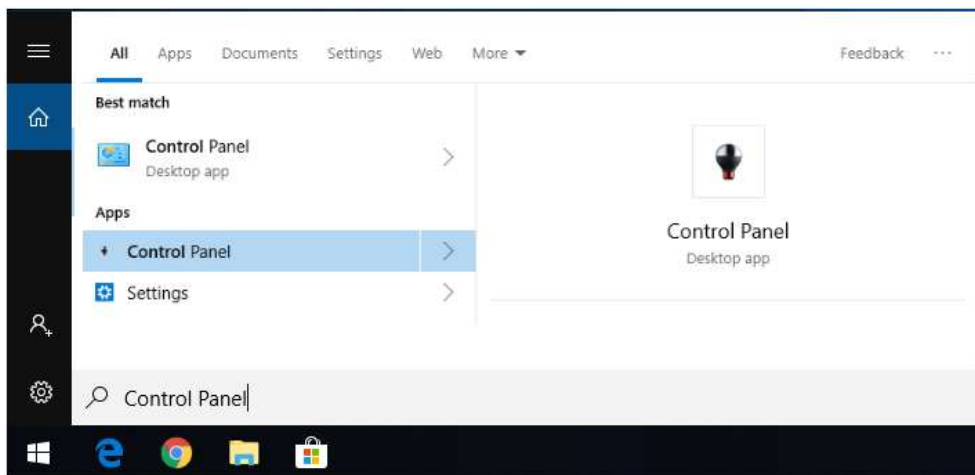 All Apps Documents Settings Web More Feedback ...
Best match
Control Panel
Desktop app
Apps
Control Panel
Settings
Control Panel
Desktop app
Control Panel